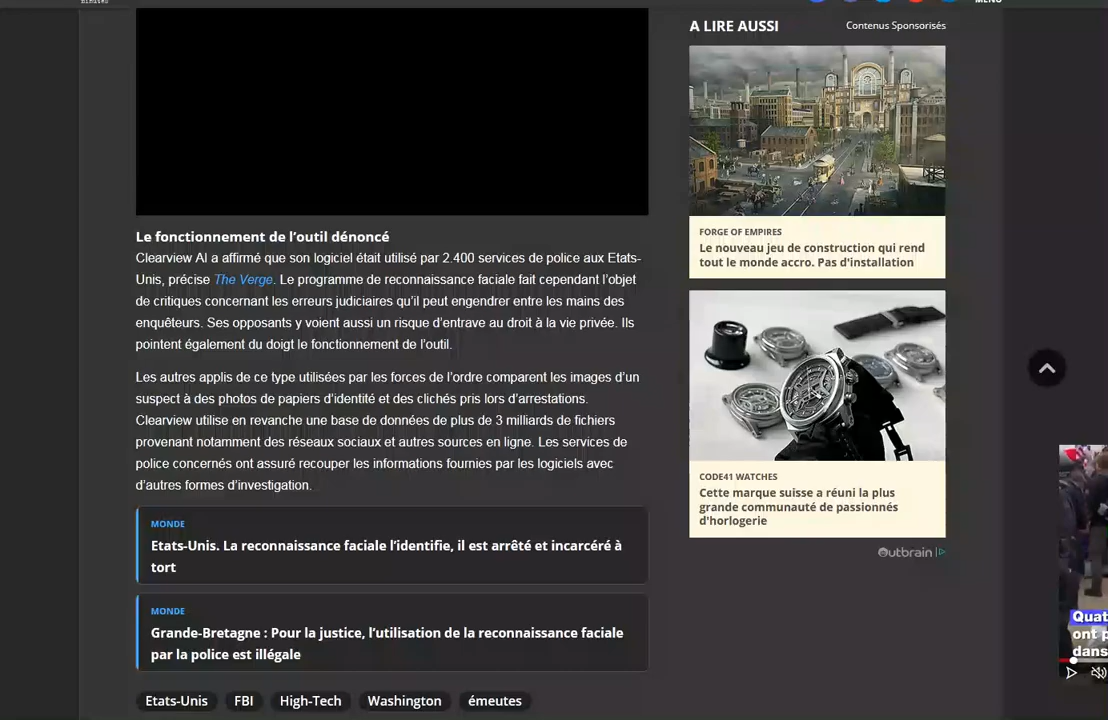 minutes
MENU
Le fonctionnement de l’outil dénoncé
Clearview AI a affirmé que son logiciel était utilisé par 2.400 services de police aux Etats-
Unis, précise The Verge. Le programme de reconnaissance faciale fait cependant l’objet
de critiques concernant les erreurs judiciaires qu’il peut engendrer entre les mains des
enquêteurs. Ses opposants y voient aussi un risque d’entrave au droit à la vie privée. Ils
pointent également du doigt le fonctionnement de l’outil.
Les autres applis de ce type utilisées par les forces de l’ordre comparent les images d’un
suspect à des photos de papiers d’identité et des clichés pris lors d’arrestations.
Clearview utilise en revanche une base de données de plus de 3 milliards de fichiers
provenant notamment des réseaux sociaux et autres sources en ligne. Les services de
police concernés ont assuré recouper les informations fournies par les logiciels avec
d’autres formes d’investigation.
MONDE
Etats-Unis. La reconnaissance faciale l’identifie, il est arrêté et incarcéré à
tort
MONDE
Grande-Bretagne : Pour la justice, l’utilisation de la reconnaissance faciale
par la police est illégale
Etats-Unis FBI High-Tech Washington émeutes
A LIRE AUSSI Contenus Sponsorisés
FORGE OF EMPIRES
Le nouveau jeu de construction qui rend
tout le monde accro. Pas d'installation
CODE41 WATCHES
Cette marque suisse a réuni la plus
grande communauté de passionnés
d'horlogerie
Outbrain
Quat
ont p
dans